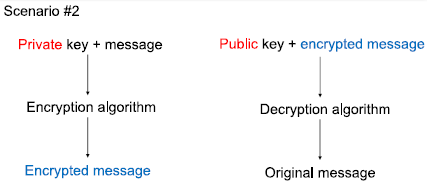 Scenario #2
Private key + message
Public key + encrypted message
Encryption algorithm
Decryption algorithm
Encrypted message
Original message